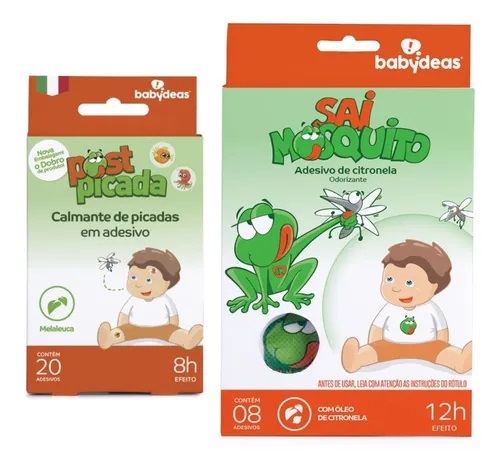 babydeas
Nova
Embalagem!
o Dobro
de produto!
post
picada
Calmante de picadas
em adesivo
Melaleuca
CONTÉM
20
ADESIVOS
8h
EFEITO
babydeas
SAI
MOSQUITO
Adesivo de citronela
Odorizante
ANTES DE USAR, LEIA COM ATENÇÃO AS INSTRUÇÕES DO RÓTULO
CONTÉM
08
ADESIVOS
COM ÓLEO
DE CITRONELA
12h
EFEITO